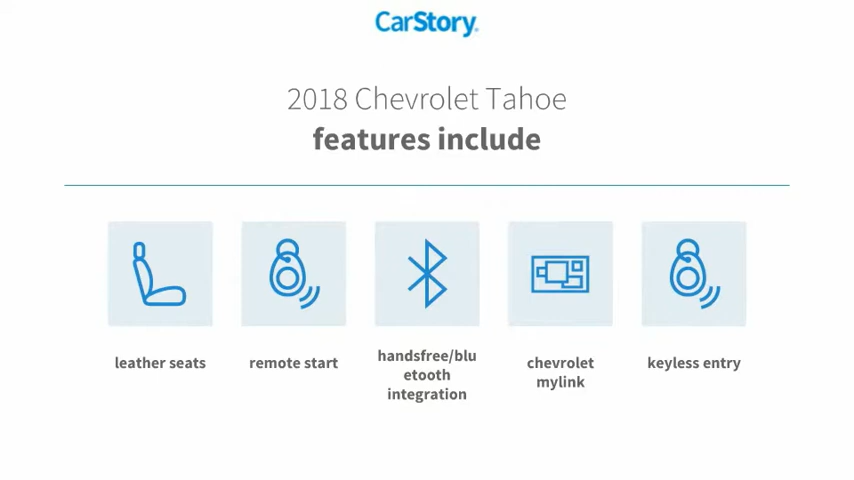 CarStory
2018 Chevrolet Tahoe
features include
leather seats
remote start
handsfree/blu
etooth
integration
chevrolet
mylink
keyless entry